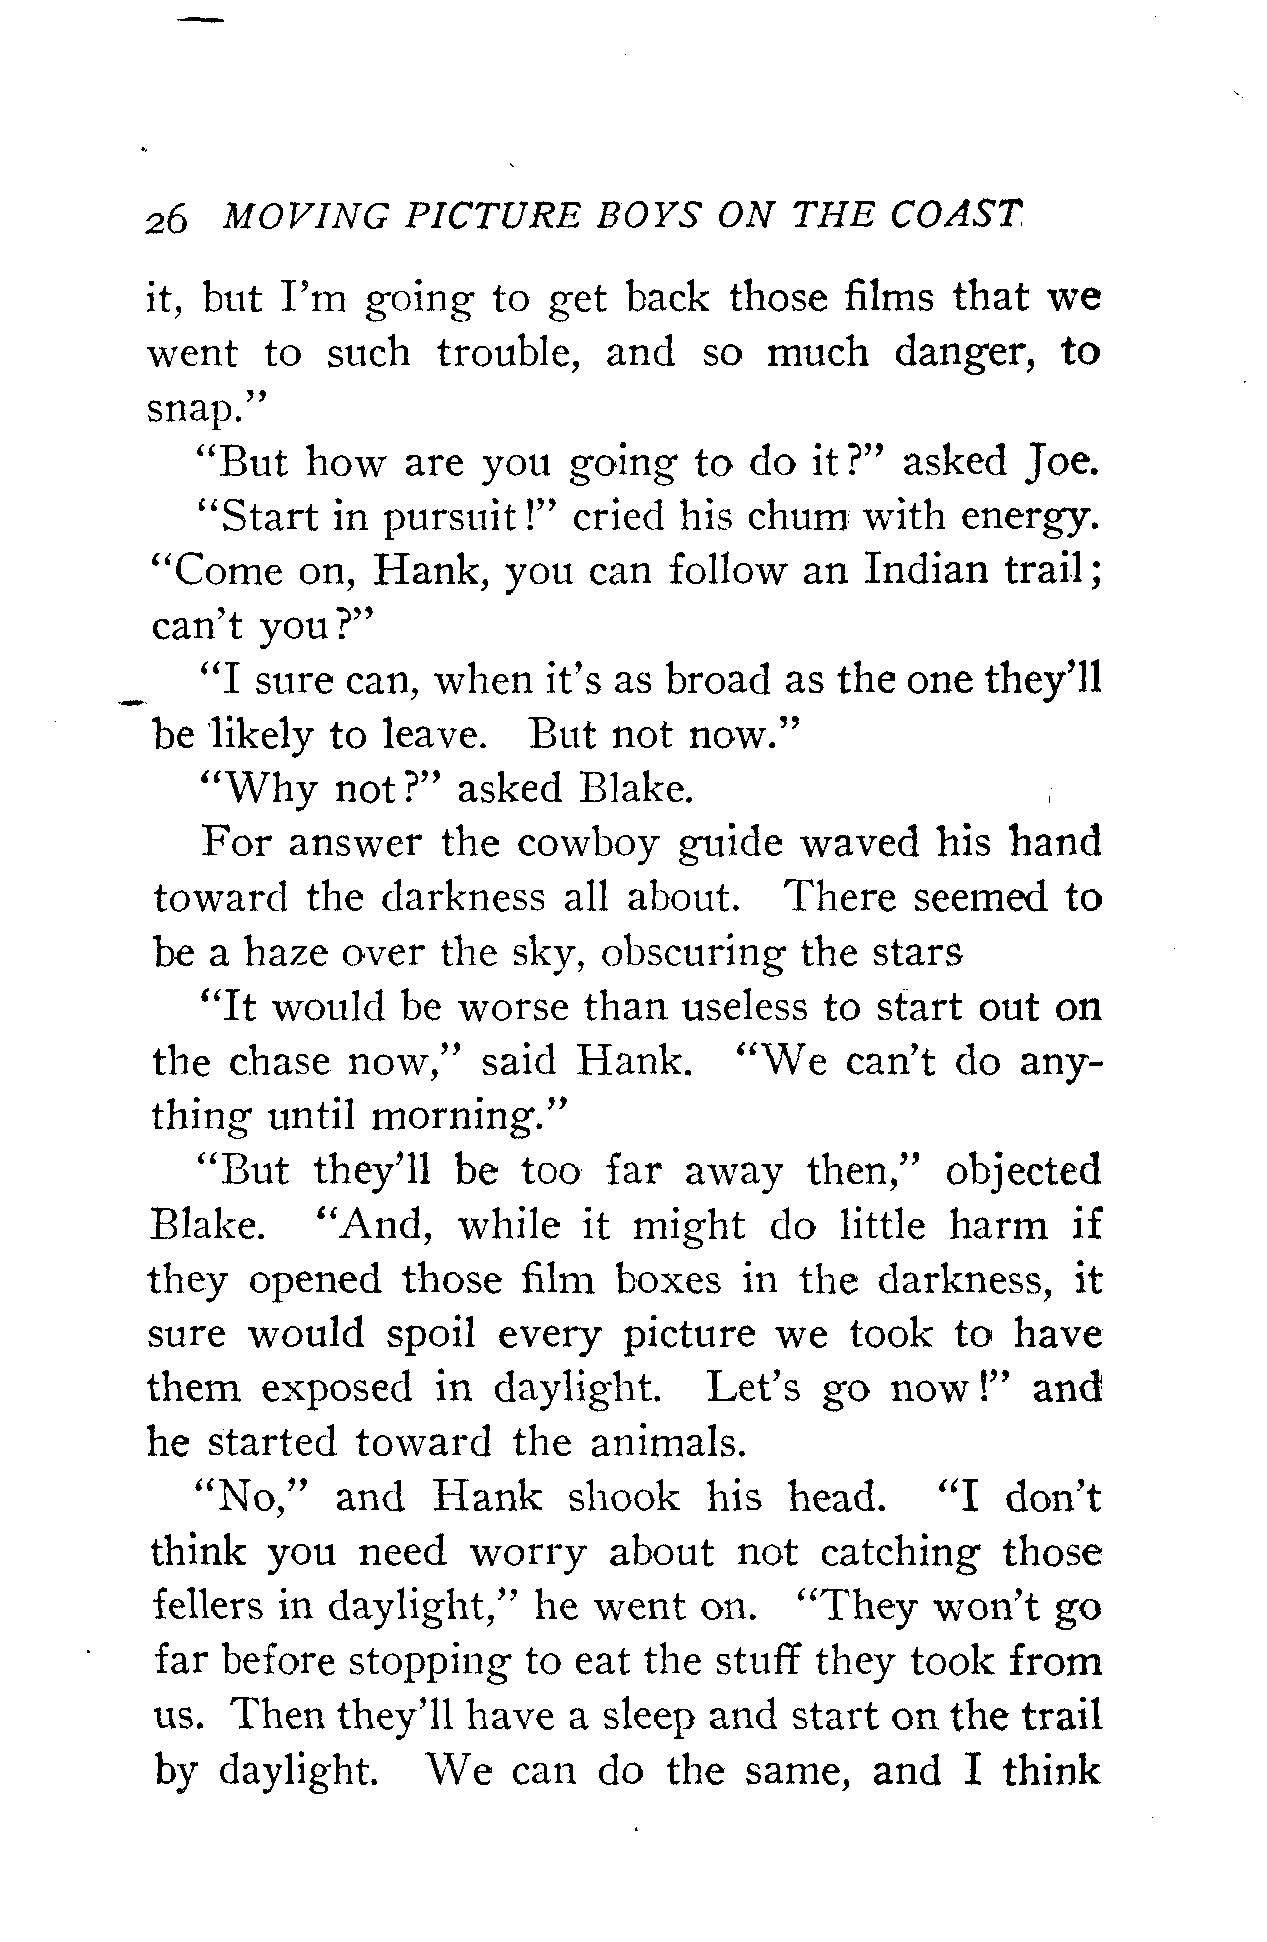 26 MOVING PICTURE BOYS ON THE COAST
it, but I'm going to get back those films that we
went to such trouble, and so much danger, to
snap."
"But how are you going to do it?" asked Joe.
"Start in pursuit!" cried his chum with energy.
"Come on, Hank, you can follow an Indian trail;
can't you?"
"I sure can, when it's as broad as the one they'll
be likely to leave. But not now."
"Why not?" asked Blake.
For answer the cowboy guide waved his hand
toward the darkness all about. There seemed to
be a haze over the sky, obscuring the stars
"It would be worse than useless to start out on
the chase now," said Hank. "We can't do any-
thing until morning."
"But they'll be too far away then," objected
Blake. "And, while it might do little harm if
they opened those film boxes in the darkness, it
sure would spoil every picture we took to have
them exposed in daylight. Let's go now!" and
he started toward the animals.
"No," and Hank shook his head. "I don't
think you need worry about not catching those
fellers in daylight," he went on. "They won't go
far before stopping to eat the stuff they took from
us. Then they'll have a sleep and start on the trail
by daylight. We can do the same, and I think